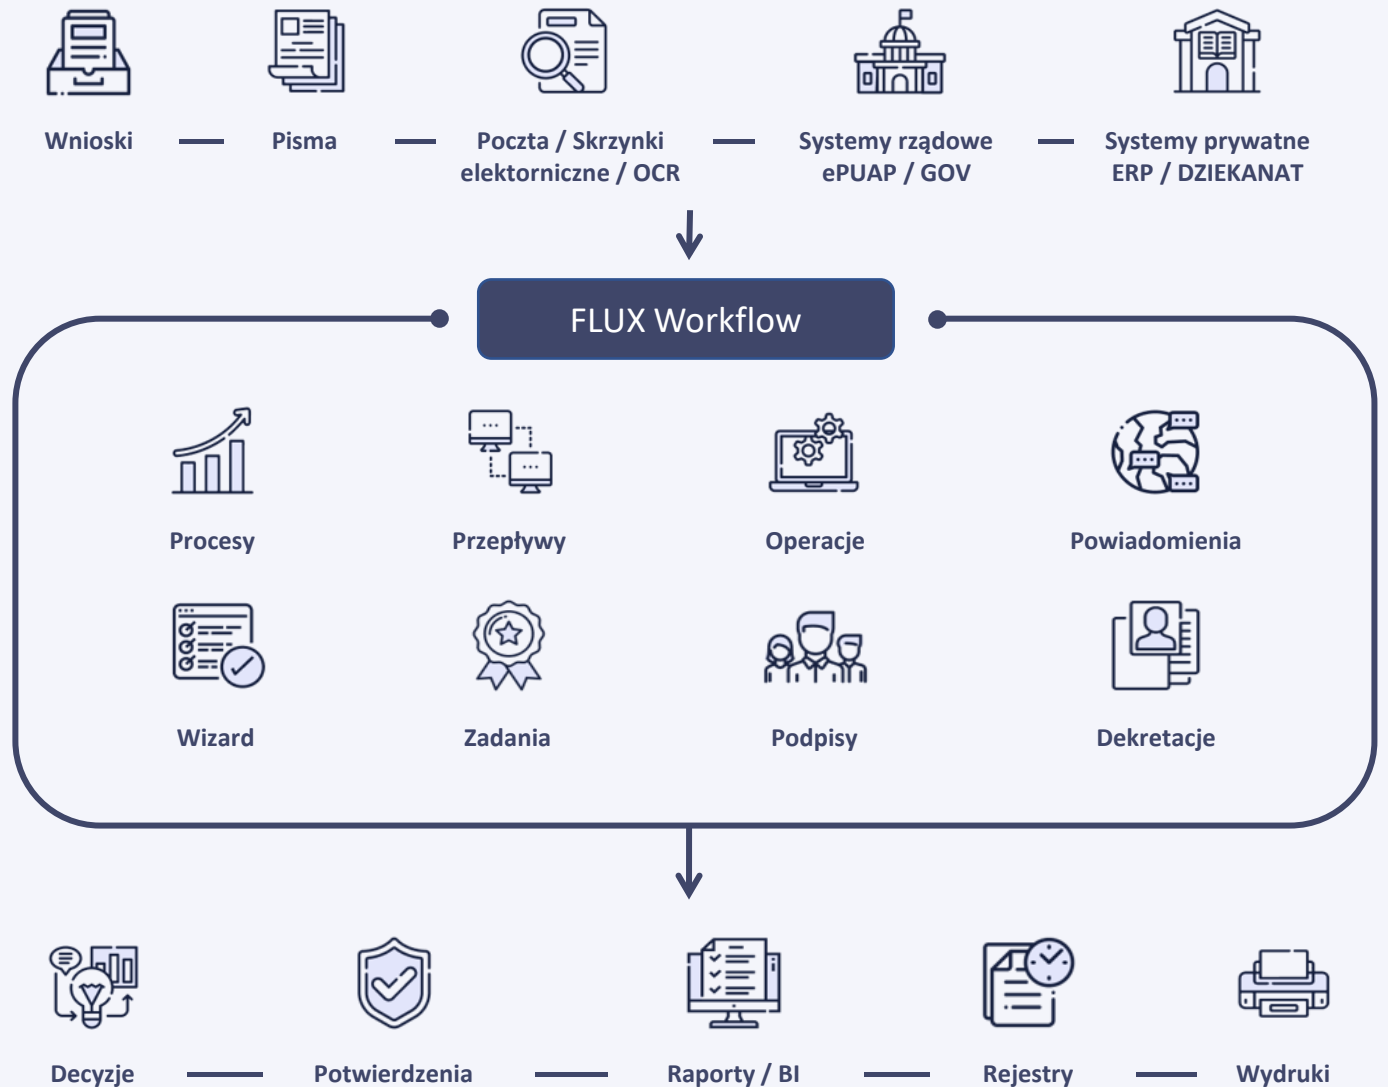 Wnioski
Pisma
Poczta / Skrzynki
elektorniczne / OCR
Systemy rządowe
ePUAP / GOV
Systemy prywatne
ERP / DZIEKANAT
FLUX Workflow
Procesy
Przepływy
Operacje
Powiadomienia
Wizard
Zadania
Podpisy
Dekretacje
Decyzje
Potwierdzenia
Raporty / BI
Rejestry
Wydruki